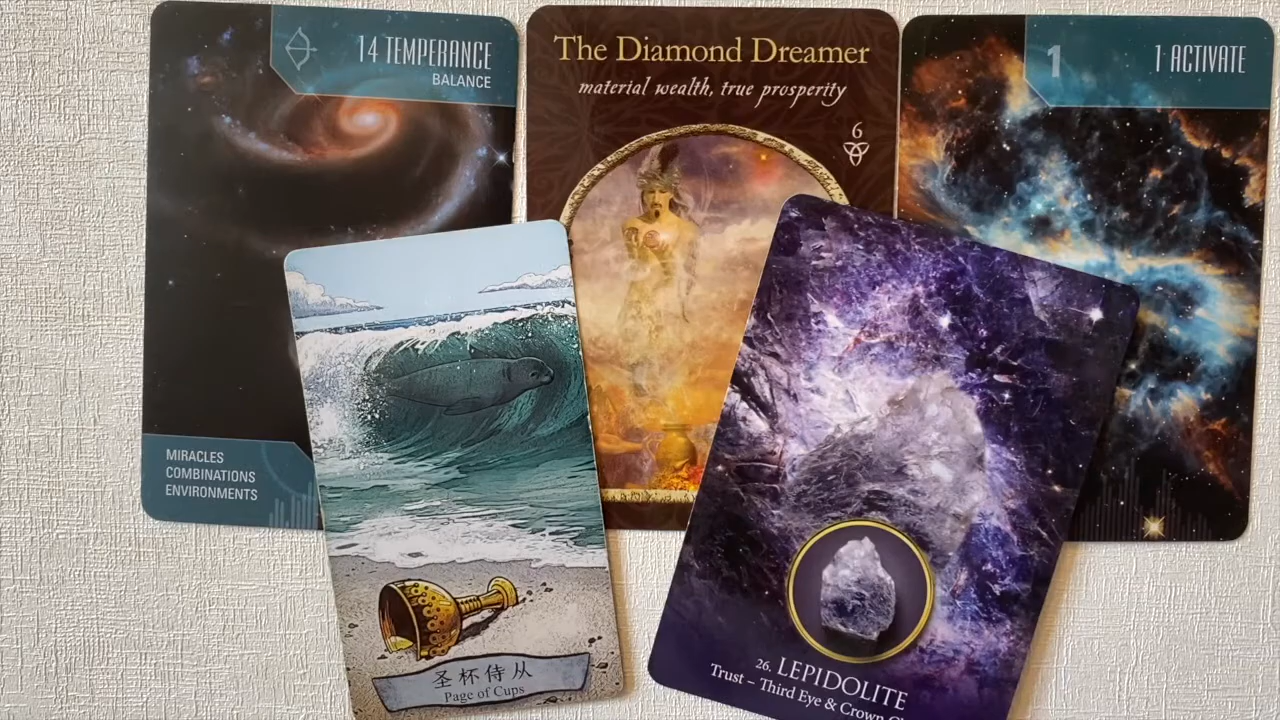 14 TEMPERANCE
BALANCE
MIRACLES
COMBINATIONS
ENVIRONMENTS
The Diamond Dreamer
material wealth, true prosperity
6
1
1 ACTIVATE
圣杯侍从
Page of Cups
26. LEPIDOLITE
Trust – Third Eye & Crown